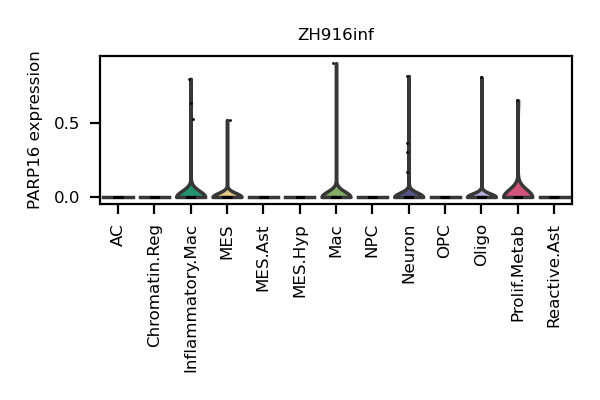 ZH916inf
PARP16 expression
0.5
0.0
AC
Chromatin.Reg
Inflammatory.Mac
MES
MES.Ast
MES.Hyp
Mac
NPC
Neuron
OPC
Oligo
Prolif.Metab
Reactive.Ast